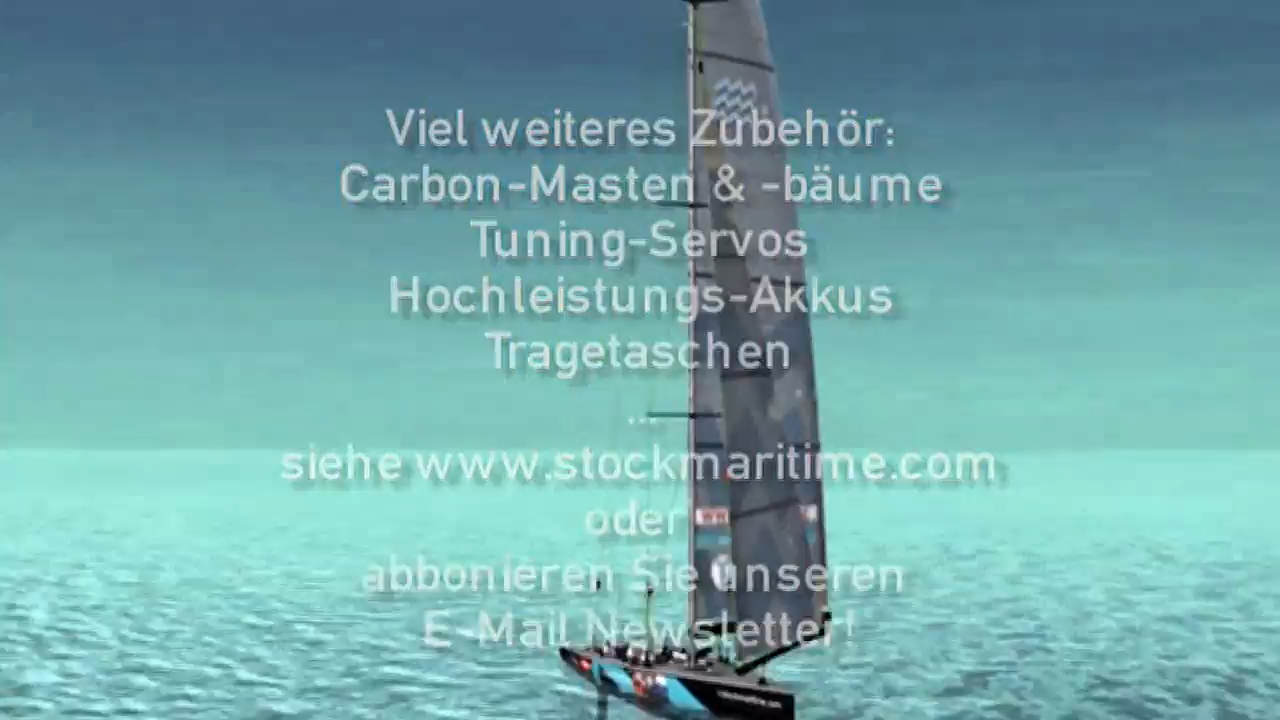 Viel weiteres Zubehör:
Carbon-Masten & -bäume
Tuning-Servos
Hochleistungs-Akkus
Tragetaschen
...
siehe www.stockmaritime.com
oder
abbonieren Sie unseren
E-Mail Newsletter!